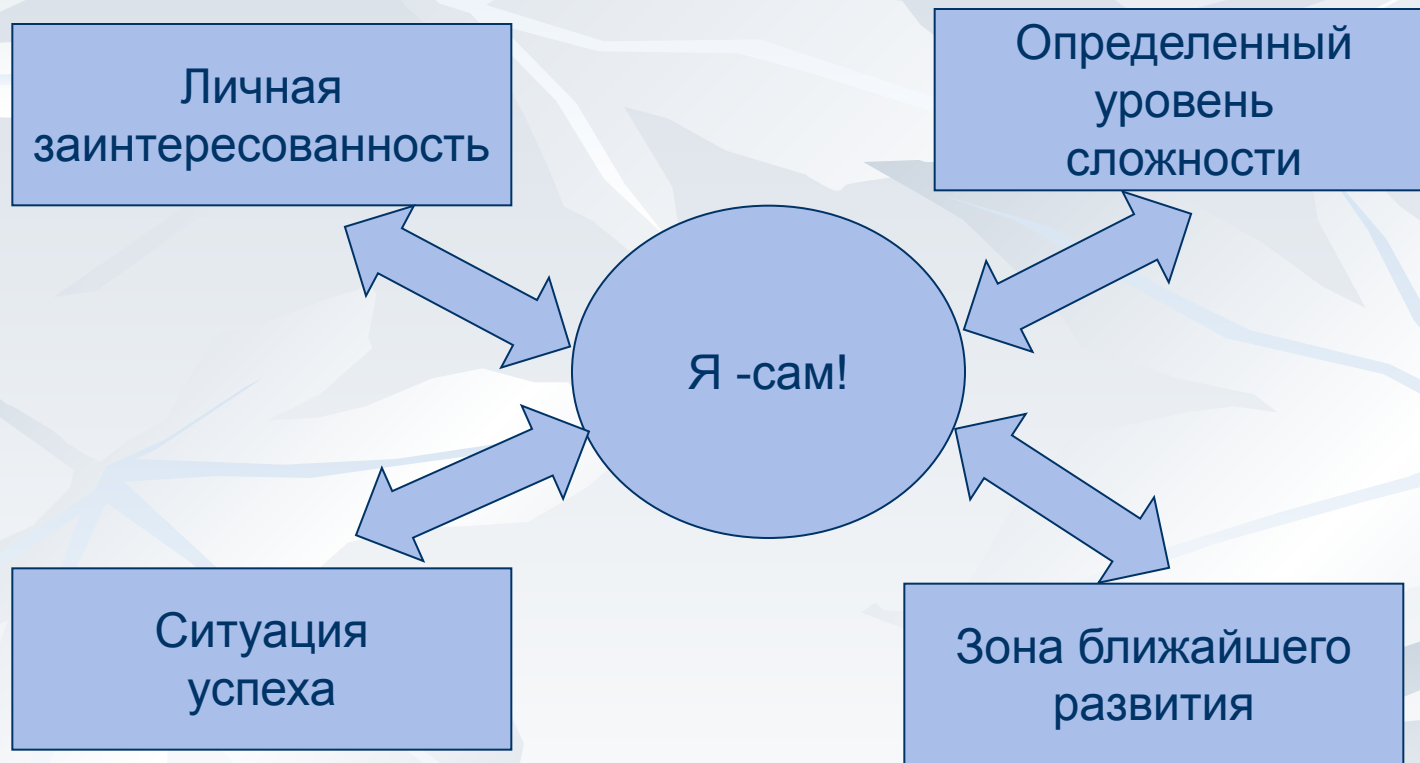 Личная
заинтересованность
Определенный
уровень
сложности
Я -сам!
Ситуация
успеха
Зона ближайшего
развития